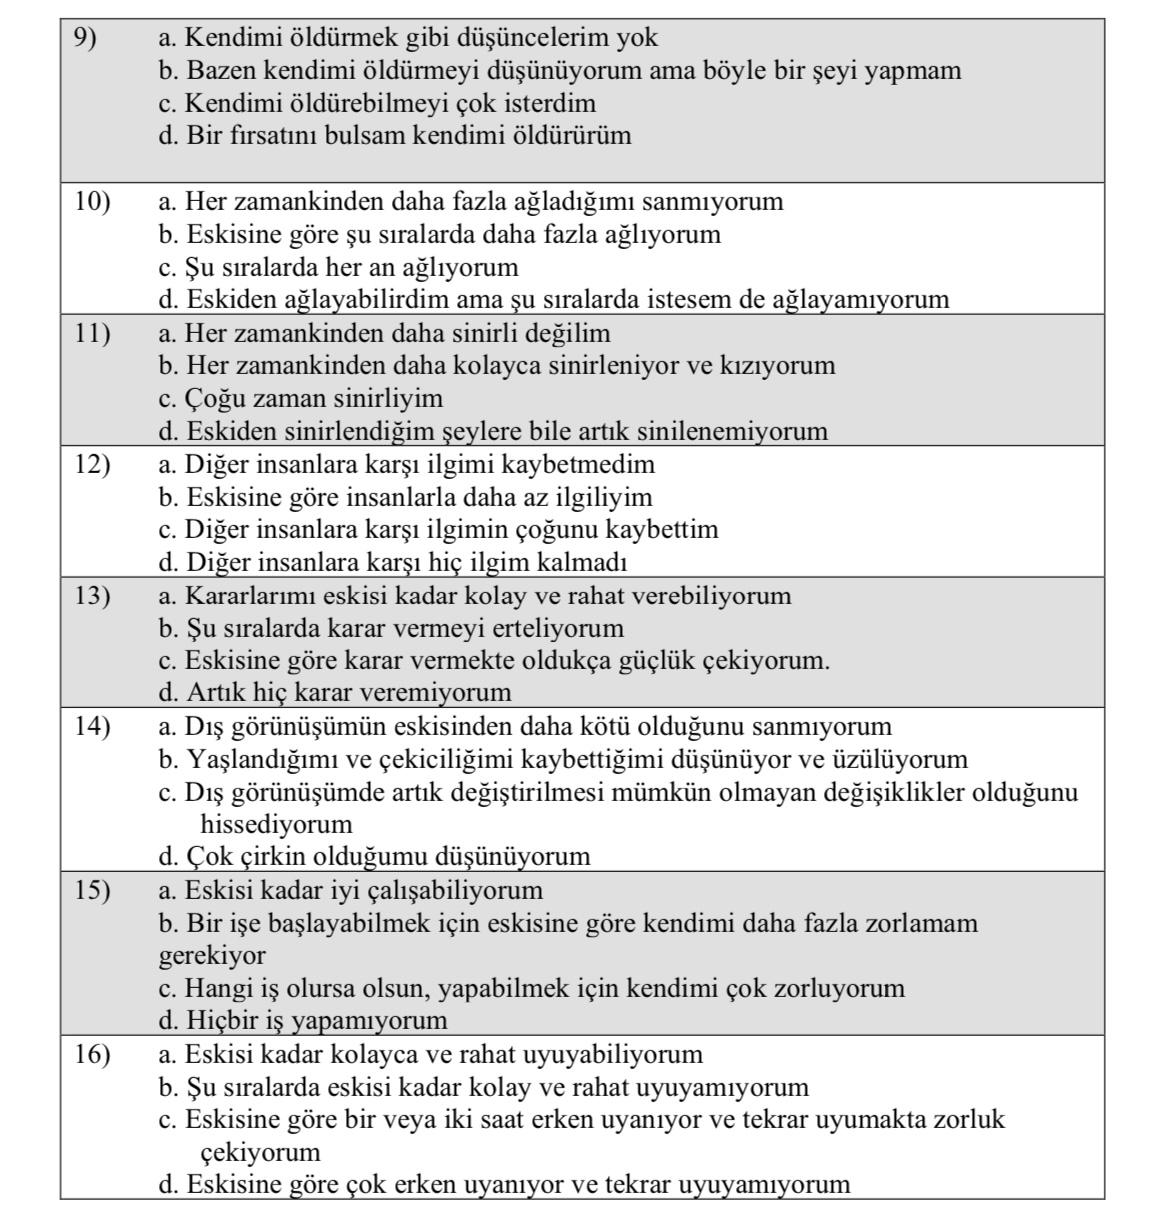 9) a. Kendimi öldürmek gibi düşüncelerim yok
b. Bazen kendimi öldürmeyi düşünüyorum ama böyle bir şeyi yapmam
c. Kendimi öldürebilmeyi çok isterdim
d. Bir fırsatını bulsam kendimi öldürürüm
10) a. Her zamankinden daha fazla ağladığımı sanmıyorum
b. Eskisine göre şu sıralarda daha fazla ağlıyorum
c. Şu sıralarda her an ağlıyorum
d. Eskiden ağlayabilirdim ama şu sıralarda istesem de ağlayamıyorum
11) a. Her zamankinden daha sinirli değilim
b. Her zamankinden daha kolayca sinirleniyor ve kızıyorum
c. Çoğu zaman sinirliyim
d. Eskiden sinirlendiğim şeylere bile artık sinilenemiyorum
12) a. Diğer insanlara karşı ilgimi kaybetmedim
b. Eskisine göre insanlarla daha az ilgiliyim
c. Diğer insanlara karşı ilgimin çoğunu kaybettim
d. Diğer insanlara karşı hiç ilgim kalmadı
13) a. Kararlarımı eskisi kadar kolay ve rahat verebiliyorum
b. Şu sıralarda karar vermeyi erteliyorum
c. Eskisine göre karar vermekte oldukça güçlük çekiyorum.
d. Artık hiç karar veremiyorum
14) a. Dış görünüşümün eskisinden daha kötü olduğunu sanmıyorum
b. Yaşlandığımı ve çekiciliğimi kaybettiğimi düşünüyor ve üzülüyorum
c. Dış görünüşümde artık değiştirilmesi mümkün olmayan değişiklikler olduğunu
hissediyorum
d. Çok çirkin olduğumu düşünüyorum
15) a. Eskisi kadar iyi çalışabiliyorum
b. Bir işe başlayabilmek için eskisine göre kendimi daha fazla zorlamam
gerekiyor
c. Hangi iş olursa olsun, yapabilmek için kendimi çok zorluyorum
d. Hiçbir iş yapamıyorum
16) a. Eskisi kadar kolayca ve rahat uyuyabiliyorum
b. Şu sıralarda eskisi kadar kolay ve rahat uyuyamıyorum
c. Eskisine göre bir veya iki saat erken uyanıyor ve tekrar uyumakta zorluk
çekiyorum
d. Eskisine göre çok erken uyanıyor ve tekrar uyuyamıyorum